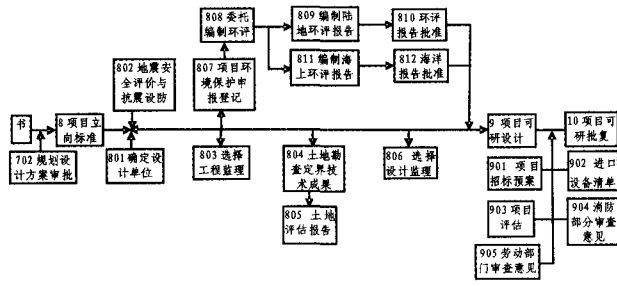 808 委托
编制环评
809 编制陆
地环评报告
810 环评
报告批准
811 编制海
上环评报告
812 海洋
报告批准
802 地震安
全评价与
抗震设防
807 项目环
境保护申
报登记
书
8 项目立
向标准
9 项目可
研设计
10 项目可
研批复
702 规划设
计方案审批
801 确定设
计单位
803 选择
工程监理
804 土地勘
查定界技
术成果
806 选择
设计监理
805 土地
评估报告
901 项目
招标预案
902 进口
设备清单
903 项目
评估
904 消防
部分审查
意见
905 劳动部
门审查意见